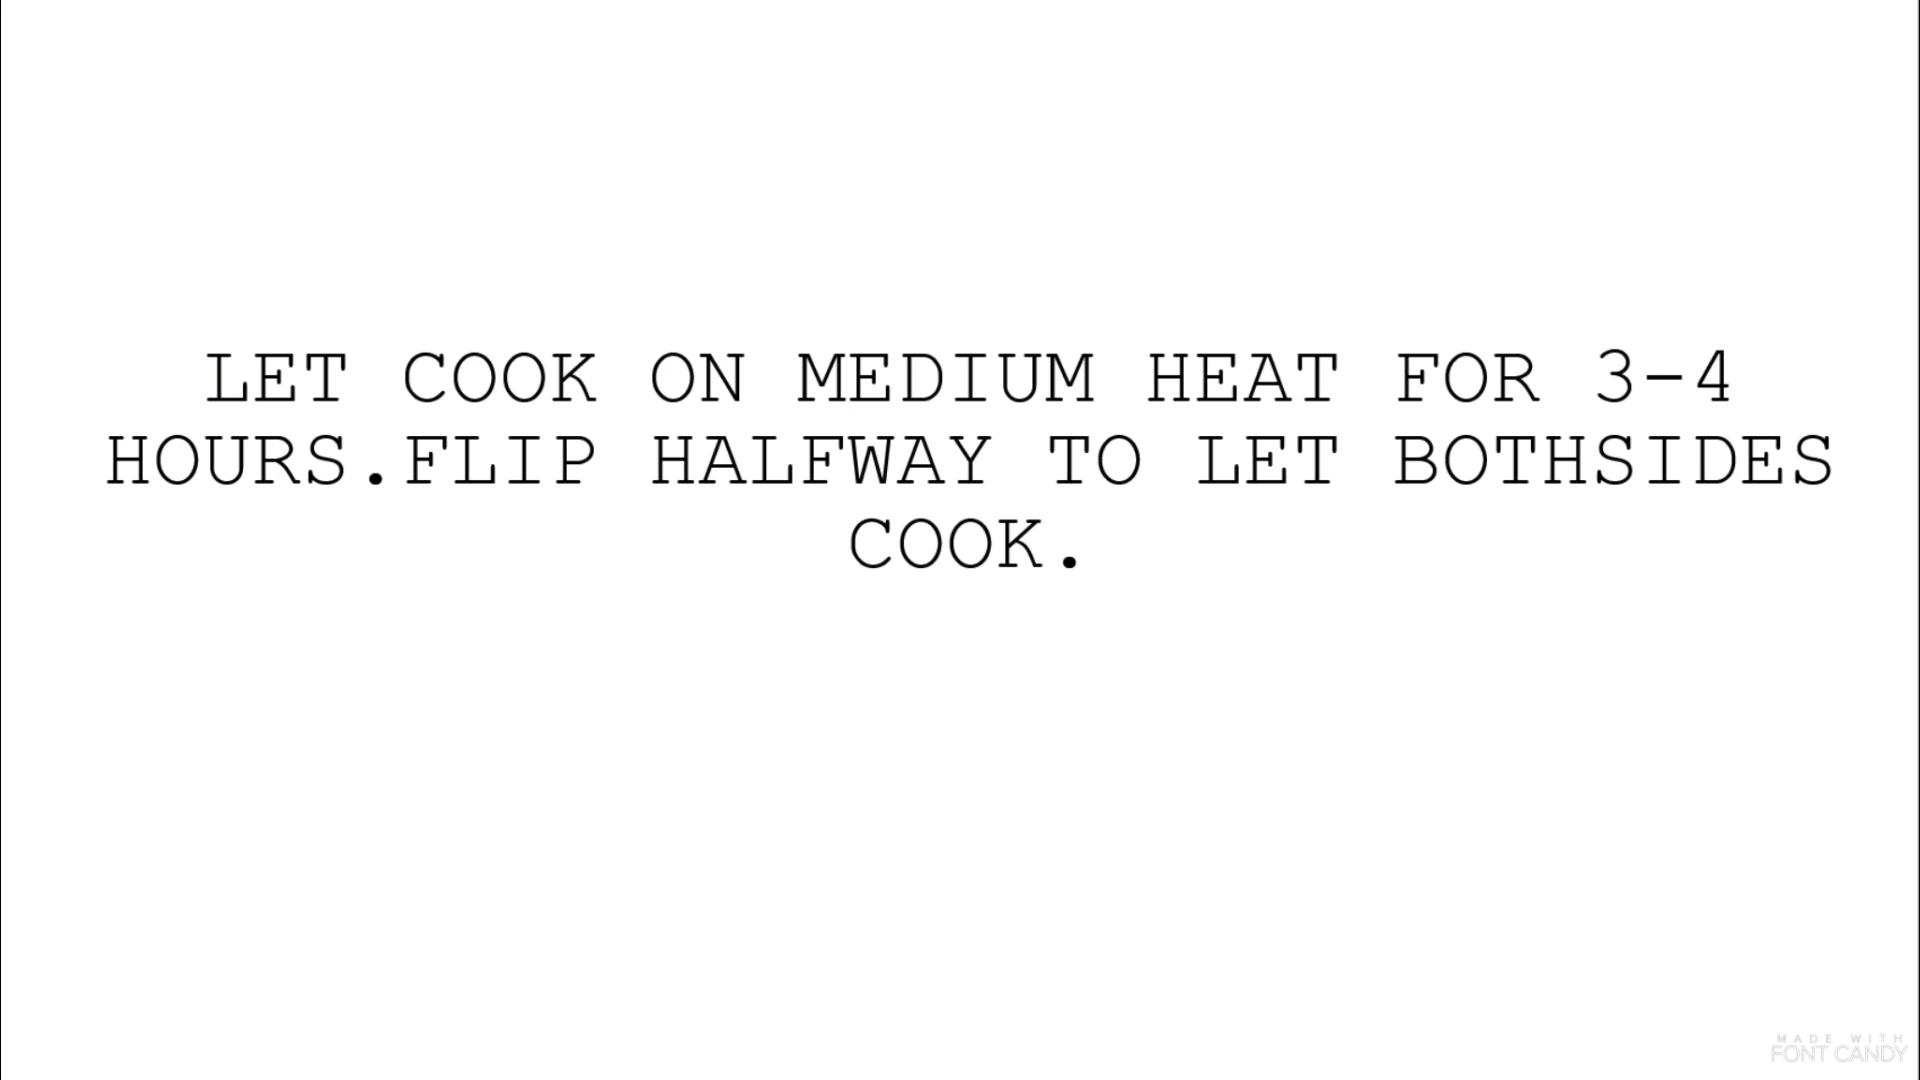 LET COOK ON MEDIUM HEAT FOR 3-4
HOURS.FLIP HALFWAY TO LET BOTHSIDES
COOK.
MADE WITH
FONT CANDY